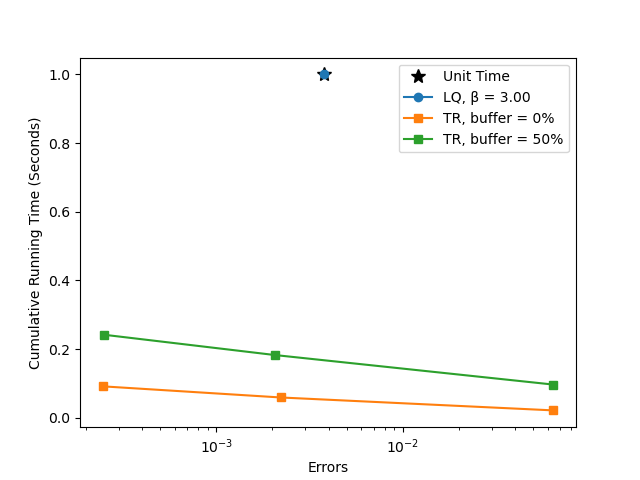 1.0
0.8
0.6
0.4
0.2
0.0
Cumulative Running Time (Seconds)
Unit Time
LQ, β = 3.00
TR, buffer = 0%
TR, buffer = 50%
10⁻³ 10⁻²
Errors